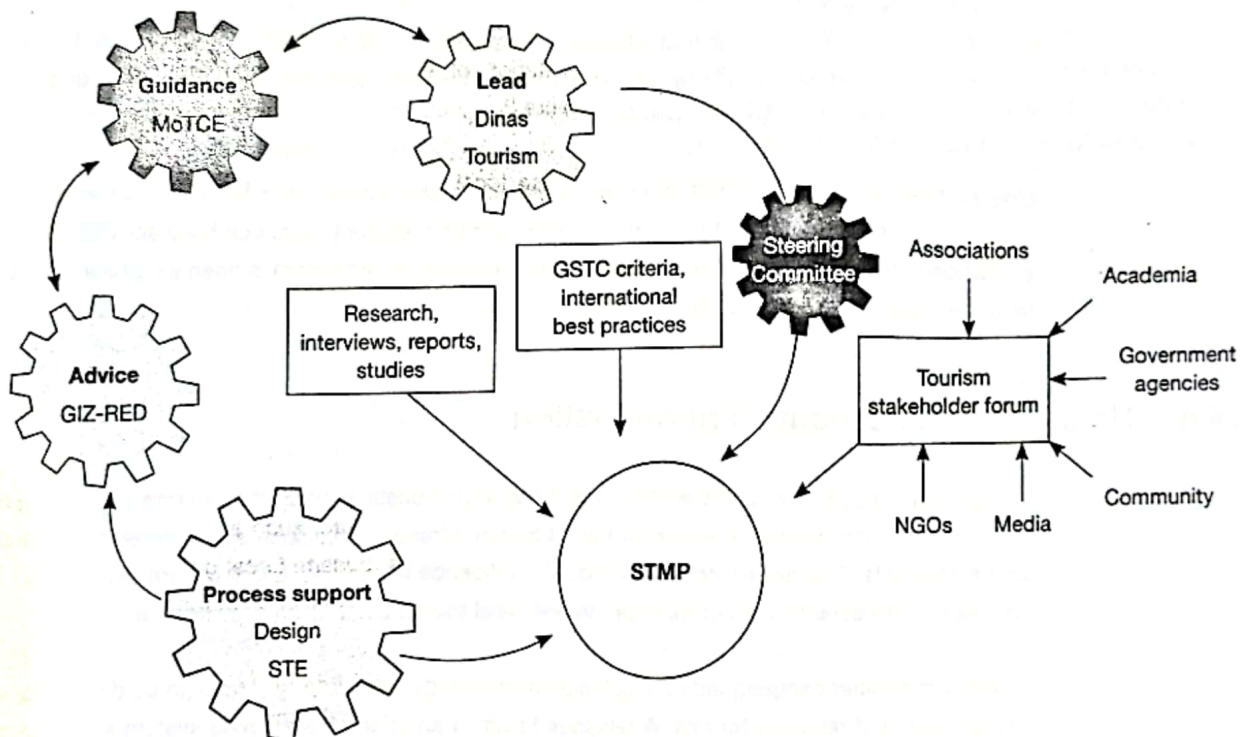 Guidance
MoTCE
Lead
Dinas
Tourism
Steering
Committee
GSTC criteria,
international
best practices
Research,
interviews, reports,
studies
Associations
Academia
Government
agencies
Community
Media
NGOs
Tourism
stakeholder forum
Advice
GIZ-RED
Process support
Design
STE
STMP